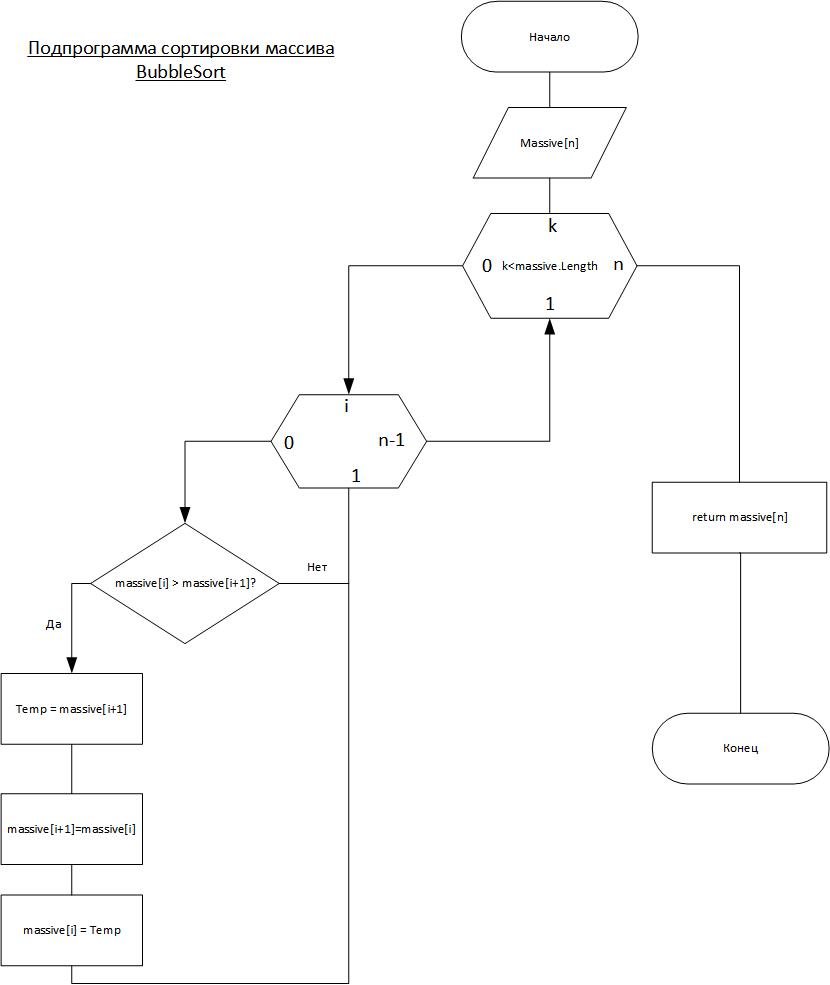 Подпрограмма сортировки массива
BubbleSort
Начало
Massive[n]
k
0 k<massive.Length n
1
i
0 n-1
1
massive[i] > massive[i+1]?
Нет
Да
Temp = massive[i+1]
massive[i+1]=massive[i]
massive[i] = Temp
return massive[n]
Конец